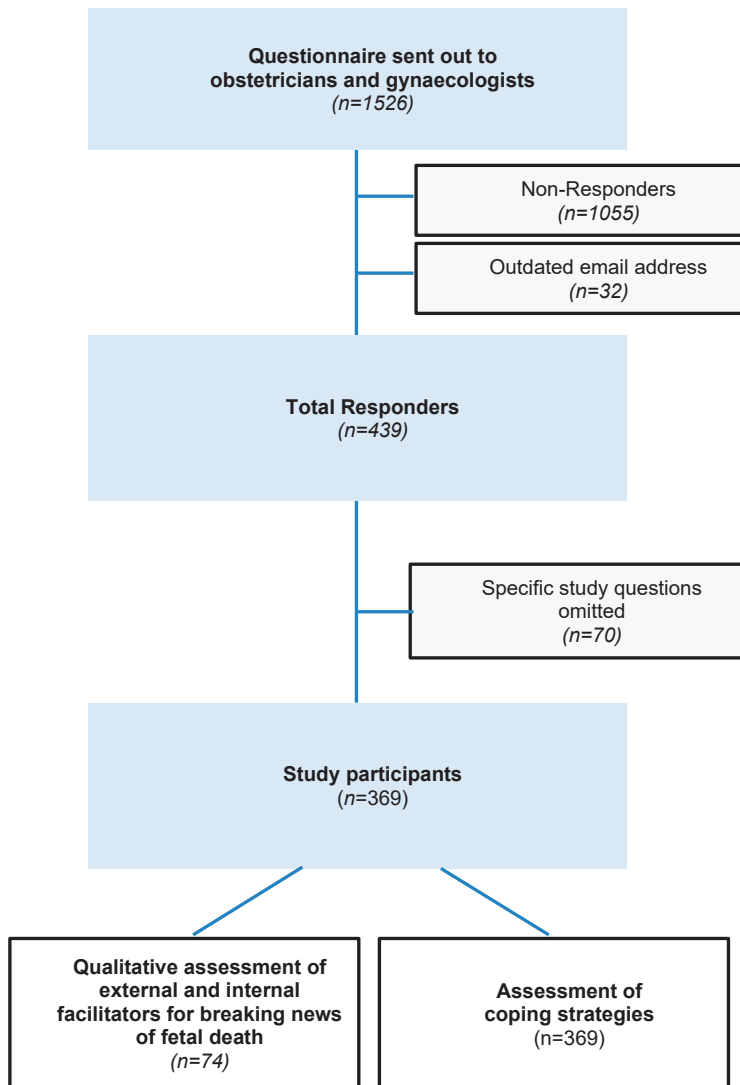 Questionnaire sent out to
obstetricians and gynaecologists
(n=1526)
Non-Responders
(n=1055)
Outdated email address
(n=32)
Total Responders
(n=439)
Specific study questions
omitted
(n=70)
Study participants
(n=369)
Qualitative assessment of
external and internal
facilitators for breaking news
of fetal death
(n=74)
Assessment of
coping strategies
(n=369)